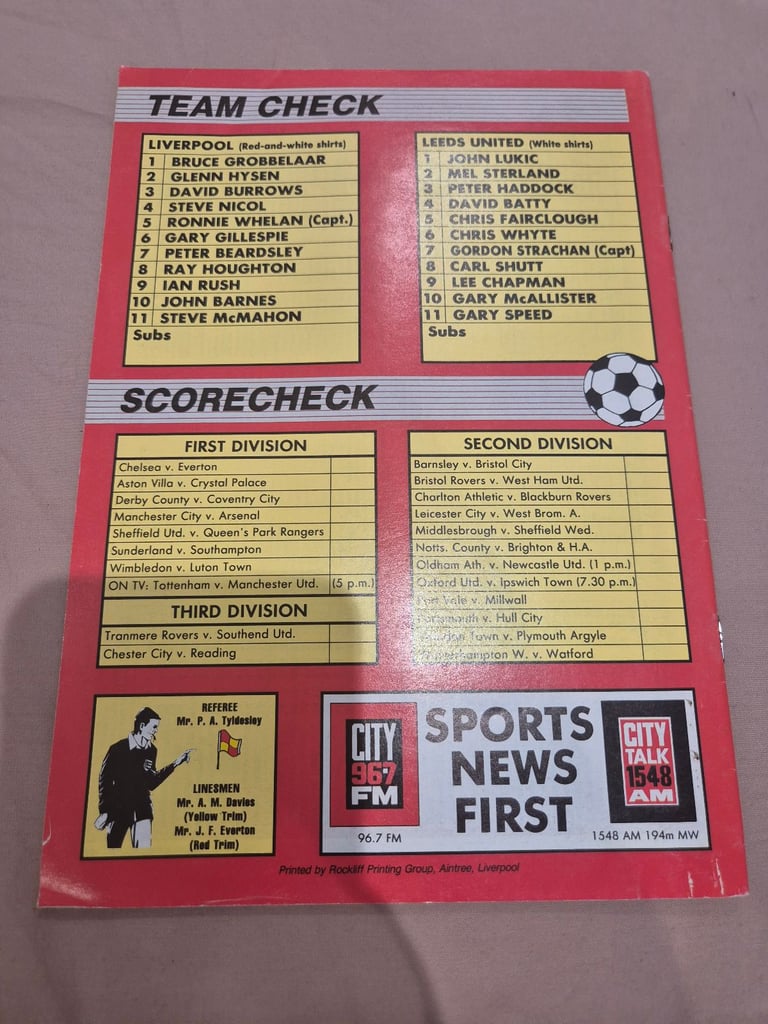 TEAM CHECK
LIVERPOOL (Red-and-white shirts)
1 BRUCE GROBBELAAR
2 GLENN HYSEN
3 DAVID BURROWS
4 STEVE NICOL
5 RONNIE WHELAN (Capt.)
6 GARY GILLESPIE
7 PETER BEARDSLEY
8 RAY HOUGHTON
9 IAN RUSH
10 JOHN BARNES
11 STEVE McMAHON
Subs
LEEDS UNITED (White shirts)
1 JOHN LUKIC
2 MEL STERLAND
3 PETER HADDOCK
4 DAVID BATTY
5 CHRIS FAIRCLOUGH
6 CHRIS WHYTE
7 GORDON STRACHAN (Capt)
8 CARL SHUTT
9 LEE CHAPMAN
10 GARY McALLISTER
11 GARY SPEED
Subs
SCORECHECK
FIRST DIVISION
Chelsea v. Everton
Aston Villa v. Crystal Palace
Derby County v. Coventry City
Manchester City v. Arsenal
Sheffield Utd. v. Queen's Park Rangers
Sunderland v. Southampton
Wimbledon v. Luton Town
ON TV: Tottenham v. Manchester Utd. (5 p.m.)
THIRD DIVISION
Tranmere Rovers v. Southend Utd.
Chester City v. Reading
SECOND DIVISION
Barnsley v. Bristol City
Bristol Rovers v. West Ham Utd.
Charlton Athletic v. Blackburn Rovers
Leicester City v. West Brom. A.
Middlesbrough v. Sheffield Wed.
Notts. County v. Brighton & H.A.
Oldham Ath. v. Newcastle Utd. (1 p.m.)
Oxford Utd. v. Ipswich Town (7.30 p.m.)
Port Vale v. Millwall
v. Hull City
Town v. Plymouth Argyle
W. v. Watford
REFEREE
Mr. P. A. Tyldesley
LINESMEN
Mr. A. M. Davies
(Yellow Trim)
Mr. J. F. Everton
(Red Trim)
CITY
96.7
FM
96.7 FM
SPORTS
NEWS
FIRST
CITY
TALK
1548
AM
1548 AM 194m MW
Printed by Rockliff Printing Group, Aintree, Liverpool